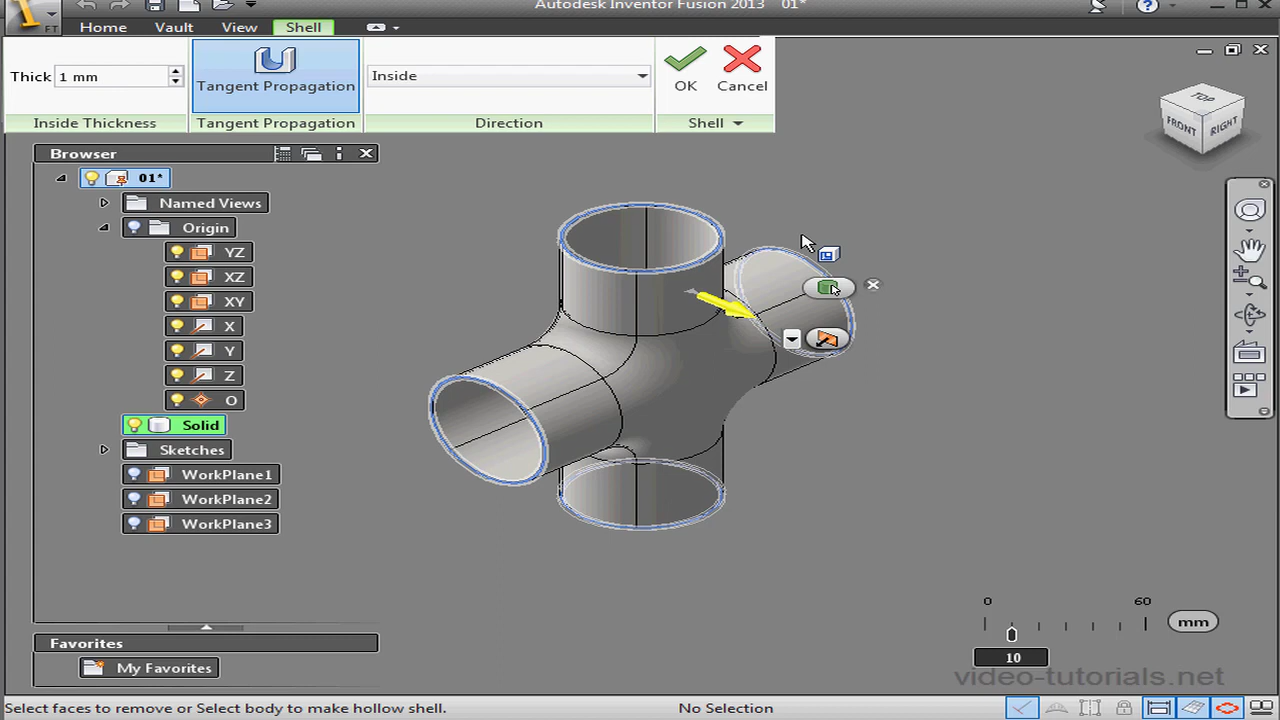 Autodesk Inventor Fusion 2013 01*
FT
Home Vault View Shell
Thick 1 mm
Tangent Propagation
Inside
OK
Cancel
Inside Thickness
Tangent Propagation
Direction
Shell
Browser
01*
Named Views
Origin
YZ
XZ
XY
X
Y
Z
O
Solid
Sketches
WorkPlane1
WorkPlane2
WorkPlane3
TOP
FRONT
RIGHT
0
60
mm
10
Favorites
My Favorites
video-tutorials.net
Select faces to remove or Select body to make hollow shell.
No Selection